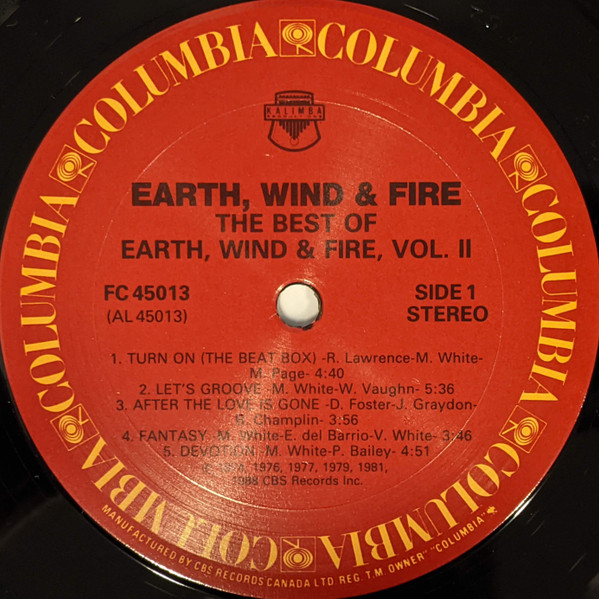 COLUMBIA COLUMBIA COLUMBIA COLUMBIA COLUMBIA COLUMBIA COLUMBIA
KALIMBA
EARTH, WIND & FIRE
THE BEST OF
EARTH, WIND & FIRE, VOL. II
FC 45013
(AL 45013)
SIDE 1
STEREO
1. TURN ON (THE BEAT BOX) -R. Lawrence-M. White-
M. Page- 4:40
2. LET'S GROOVE -M. White-W. Vaughn- 5:36
3. AFTER THE LOVE IS GONE -D. Foster-J. Graydon-
B. Champlin- 3:56
4. FANTASY -M. White-E. del Barrio-V. White- 3:46
5. DEVOTION -M. White-P. Bailey- 4:51
1976, 1977, 1979, 1981,
1988 CBS Records Inc.
MANUFACTURED BY CBS RECORDS CANADA LTD REG. T.M. OWNER "COLUMBIA"